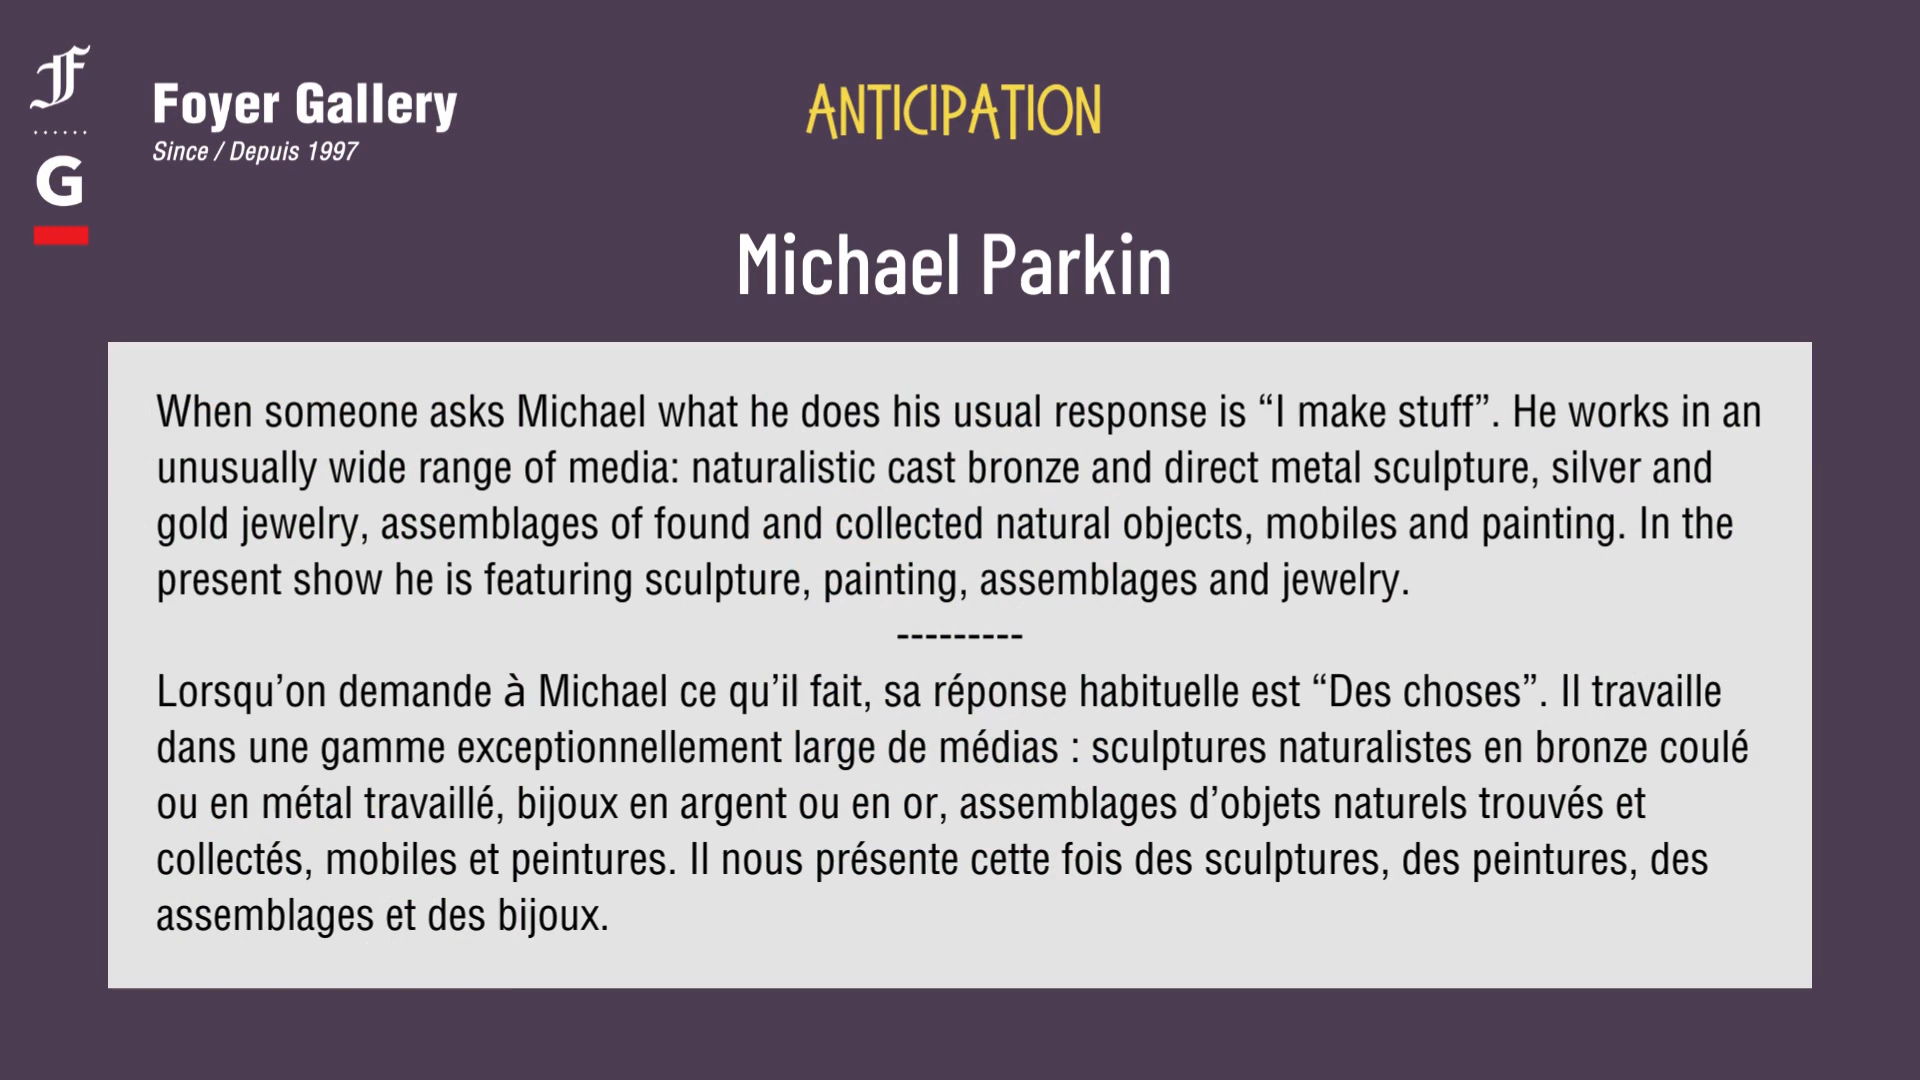 F
G
Foyer Gallery
Since / Depuis 1997
ANTICIPATION
Michael Parkin
When someone asks Michael what he does his usual response is “I make stuff”. He works in an
unusually wide range of media: naturalistic cast bronze and direct metal sculpture, silver and
gold jewelry, assemblages of found and collected natural objects, mobiles and painting. In the
present show he is featuring sculpture, painting, assemblages and jewelry.
---------
Lorsqu’on demande à Michael ce qu’il fait, sa réponse habituelle est “Des choses”. Il travaille
dans une gamme exceptionnellement large de médias : sculptures naturalistes en bronze coulé
ou en métal travaillé, bijoux en argent ou en or, assemblages d’objets naturels trouvés et
collectés, mobiles et peintures. Il nous présente cette fois des sculptures, des peintures, des
assemblages et des bijoux.